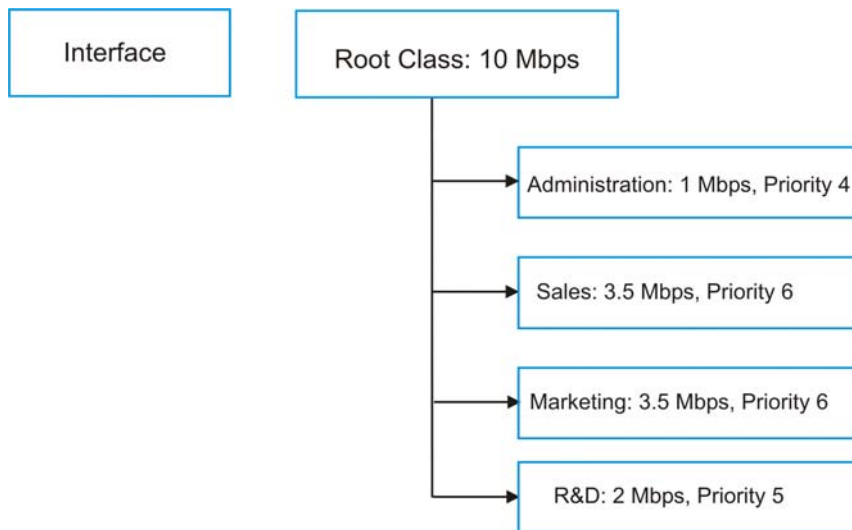 Interface
Root Class: 10 Mbps
Administration: 1 Mbps, Priority 4
Sales: 3.5 Mbps, Priority 6
Marketing: 3.5 Mbps, Priority 6
R&D: 2 Mbps, Priority 5